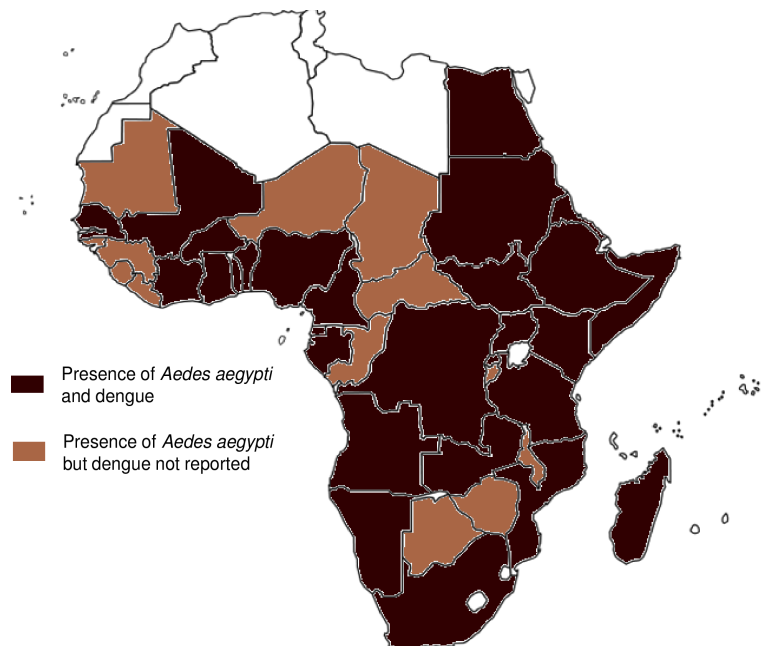 Presence of Aedes aegypti
and dengue
Presence of Aedes aegypti
but dengue not reported